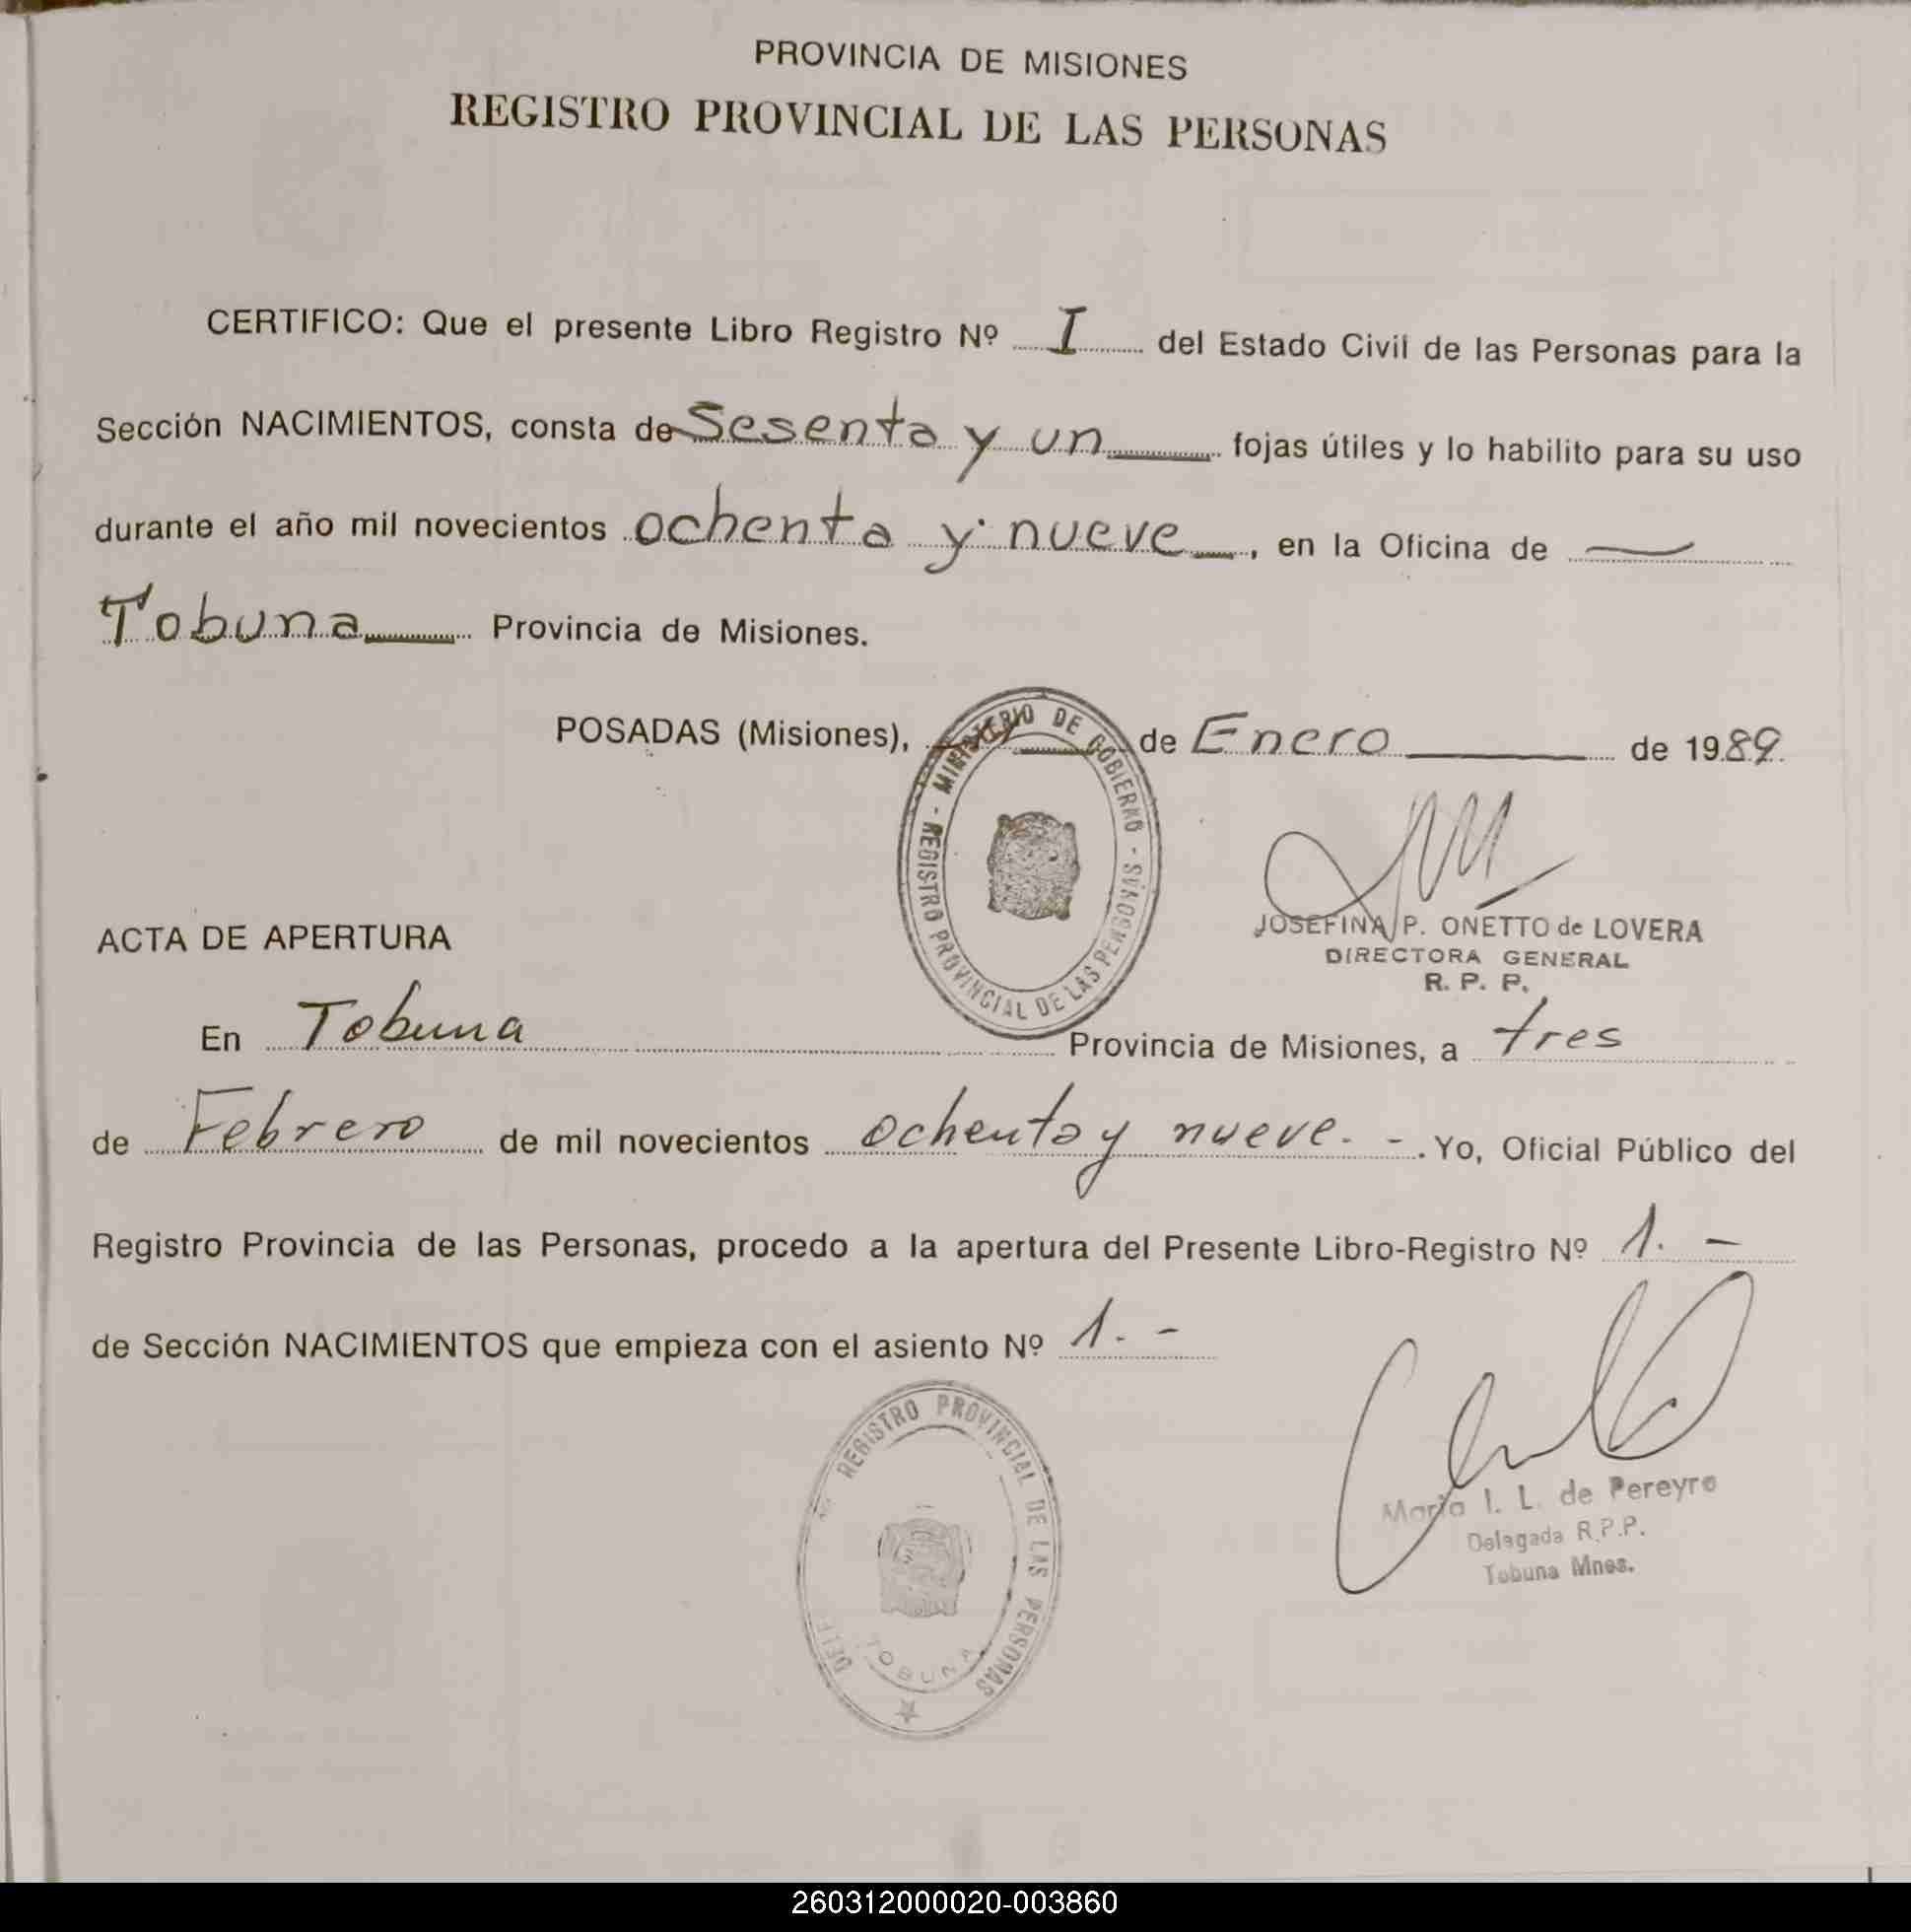 PROVINCIA DE MISIONES
REGISTRO PROVINCIAL DE LAS PERSONAS
CERTIFICO: Que el presente Libro Registro Nº I del Estado Civil de las Personas para la
Sección NACIMIENTOS, consta de Sesenta y un fojas útiles y lo habilito para su uso
durante el año mil novecientos ochenta y nueve, en la Oficina de
Tobuna Provincia de Misiones.
POSADAS (Misiones), de Enero de 1989.
MINISTERIO DE GOBIERNO - REGISTRO PROVINCIAL DE LAS PERSONAS -
JOSEFINA P. ONETTO de LOVERA
DIRECTORA GENERAL
R. P. P.
ACTA DE APERTURA
En Tobuna Provincia de Misiones, a tres
de Febrero de mil novecientos ochenta y nueve. - . Yo, Oficial Público del
Registro Provincia de las Personas, procedo a la apertura del Presente Libro-Registro Nº 1. -
de Sección NACIMIENTOS que empieza con el asiento Nº 1. -
REGISTRO PROVINCIAL DE LAS PERSONAS
TOBUNA
María I. L. de Pereyra
Delegada R.P.P.
Tobuna Mnes.
260312000020-003860